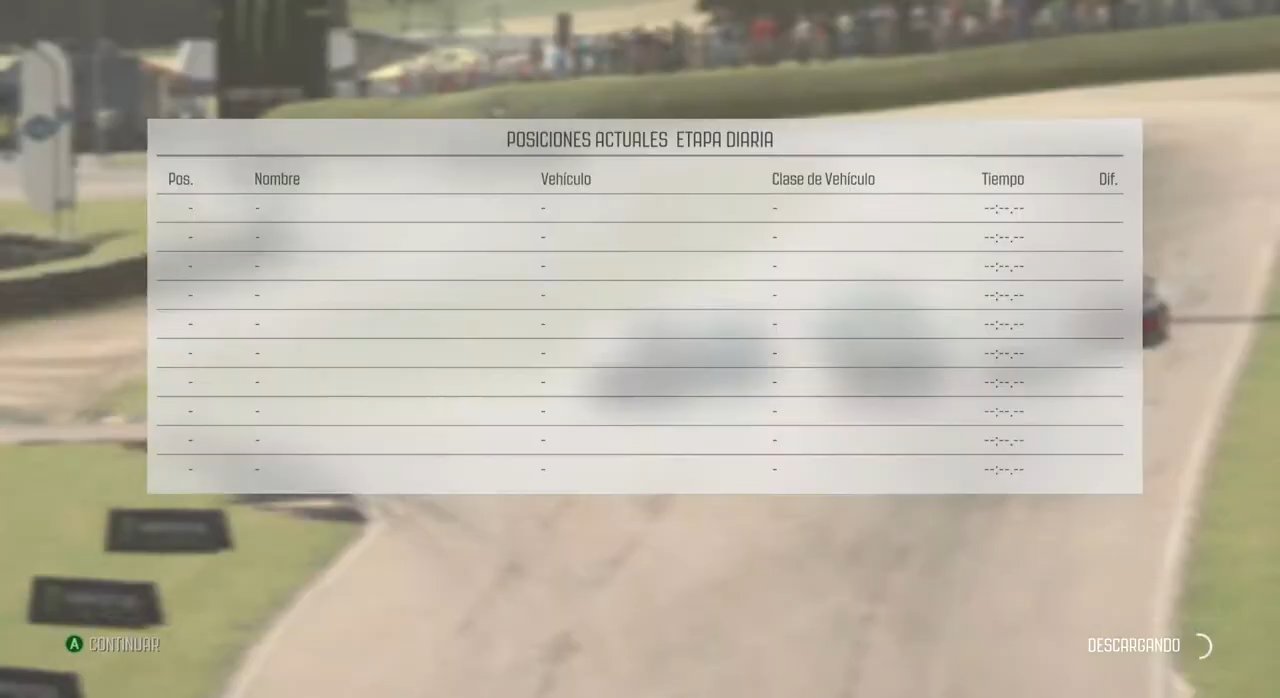 POSICIONES ACTUALES ETAPA DIARIA
Pos. Nombre Vehículo Clase de Vehículo Tiempo Dif.
- - - - --:--.--
- - - - --:--.--
- - - - --:--.--
- - - - --:--.--
- - - - --:--.--
- - - - --:--.--
- - - - --:--.--
- - - - --:--.--
- - - - --:--.--
- - - - --:--.--
A CONTINUAR
DESCARGANDO